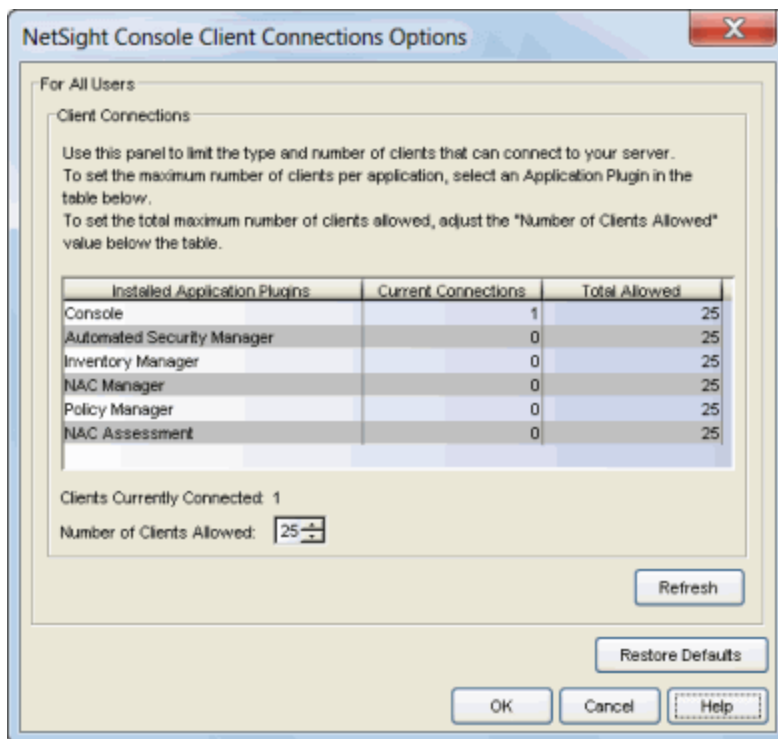 NetSight Console Client Connections Options
For All Users
Client Connections
Use this panel to limit the type and number of clients that can connect to your server.
To set the maximum number of clients per application, select an Application Plugin in the
table below.
To set the total maximum number of clients allowed, adjust the "Number of Clients Allowed"
value below the table.
Installed Application Plugins Current Connections Total Allowed
Console 1 25
Automated Security Manager 0 25
Inventory Manager 0 25
NAC Manager 0 25
Policy Manager 0 25
NAC Assessment 0 25
Clients Currently Connected: 1
Number of Clients Allowed: 25
Refresh
Restore Defaults
OK Cancel Help